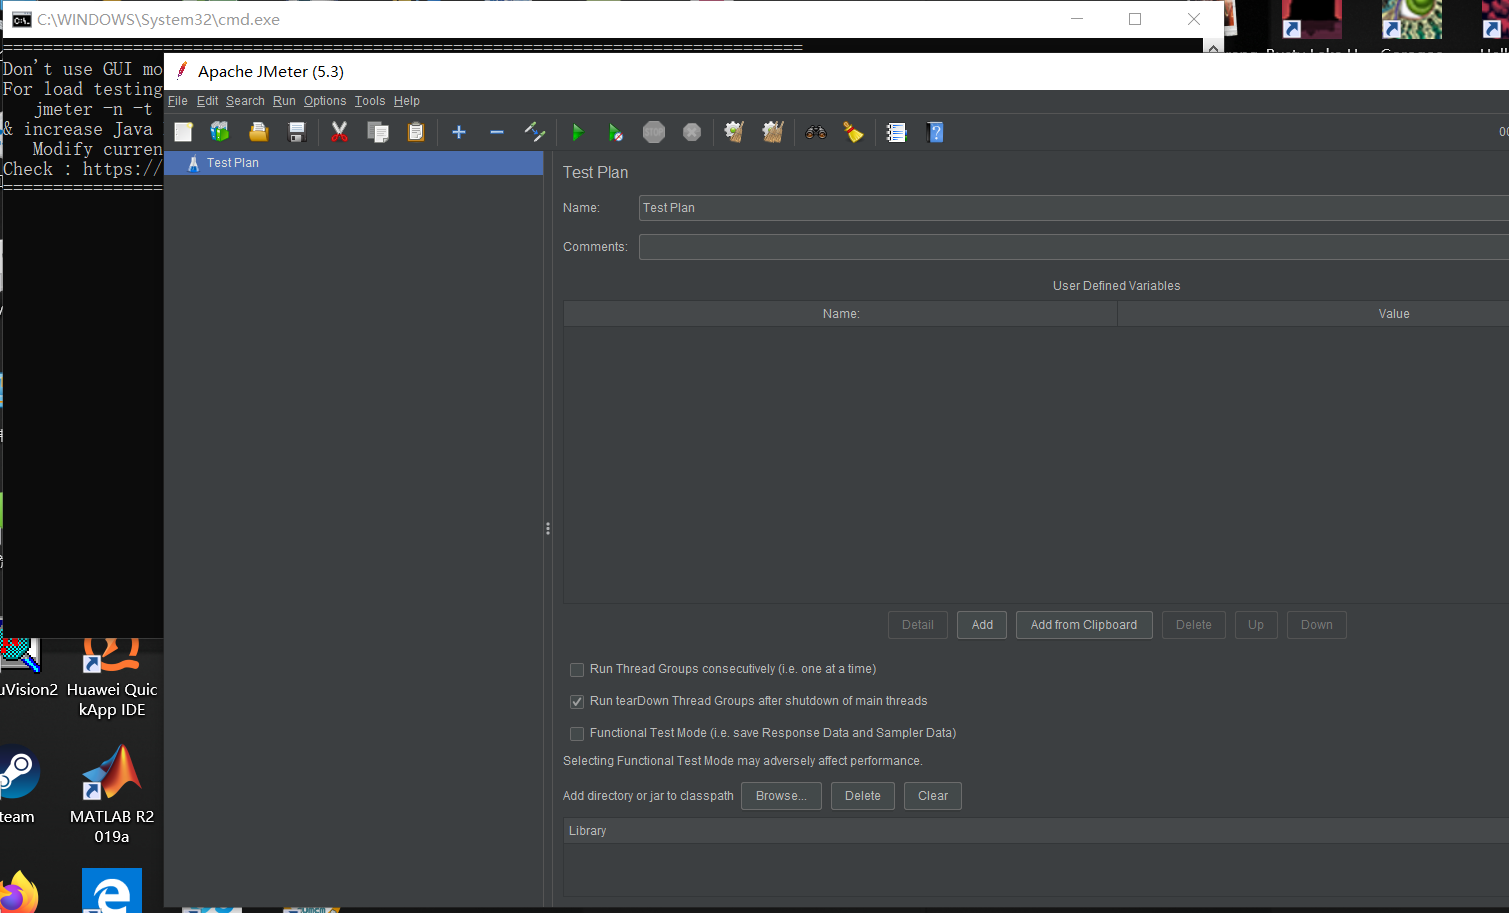 C:\WINDOWS\System32\cmd.exe
================================================================================
Don't use GUI mo
For load testing
jmeter -n -t
& increase Java
Modify curren
Check : https://
================
Apache JMeter (5.3)
File Edit Search Run Options Tools Help
STOP
Test Plan
Test Plan
Name: Test Plan
Comments:
User Defined Variables
Name: Value
Detail Add Add from Clipboard Delete Up Down
Run Thread Groups consecutively (i.e. one at a time)
Run tearDown Thread Groups after shutdown of main threads
Functional Test Mode (i.e. save Response Data and Sampler Data)
Selecting Functional Test Mode may adversely affect performance.
Add directory or jar to classpath Browse... Delete Clear
Library
uVision2
Huawei Quic
kApp IDE
team
MATLAB R2
019a